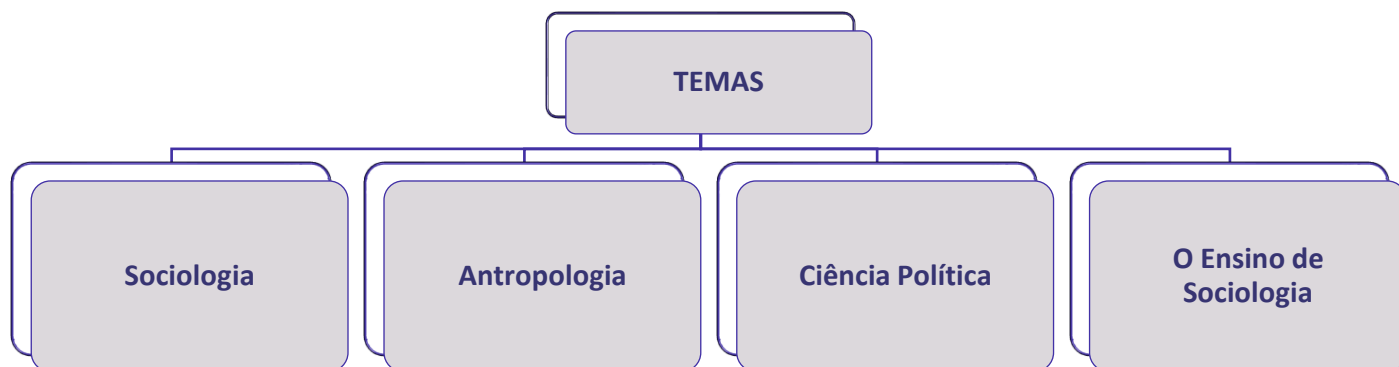 TEMAS
Sociologia
Antropologia
Ciência Política
O Ensino de
Sociologia